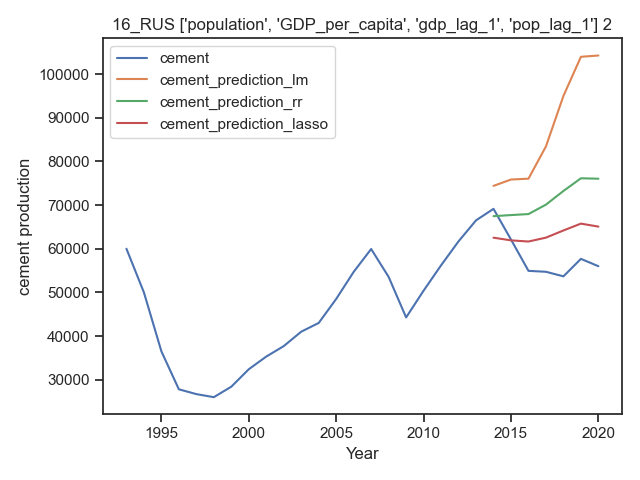 16_RUS ['population', 'GDP_per_capita', 'gdp_lag_1', 'pop_lag_1'] 2
cement
cement_prediction_lm
cement_prediction_rr
cement_prediction_lasso
cement production
100000
90000
80000
70000
60000
50000
40000
30000
1995
2000
2005
2010
2015
2020
Year